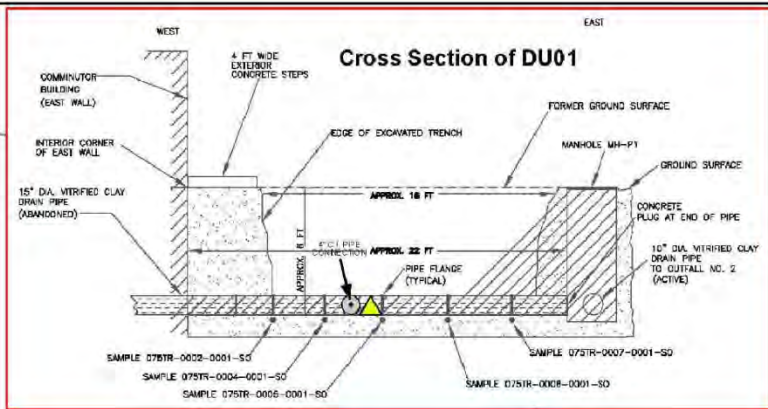 WEST
EAST
Cross Section of DU01
4 FT WIDE
EXTERIOR
CONCRETE STEPS
COMMINUTOR
BUILDING
(EAST WALL)
FORMER GROUND SURFACE
EDGE OF EXCAVATED TRENCH
MANHOLE MH-P1
INTERIOR CORNER
OF EAST WALL
GROUND SURFACE
15" DIA. VITRIFIED CLAY
DRAIN PIPE
(ABANDONED)
APPROX. 16 FT
CONCRETE
PLUG AT END OF PIPE
APPROX. 8 FT
PIPE
CONNECTION
APPROX. 22 FT
PIPE FLANGE
(TYPICAL)
10" DIA. VITRIFIED CLAY
DRAIN PIPE
TO OUTFALL NO. 2
(ACTIVE)
SAMPLE 075TR-0002-0001-SO
SAMPLE 075TR-0007-0001-SO
SAMPLE 075TR-0004-0001-SO
SAMPLE 075TR-0006-0001-SO
SAMPLE 075TR-0008-0001-SO